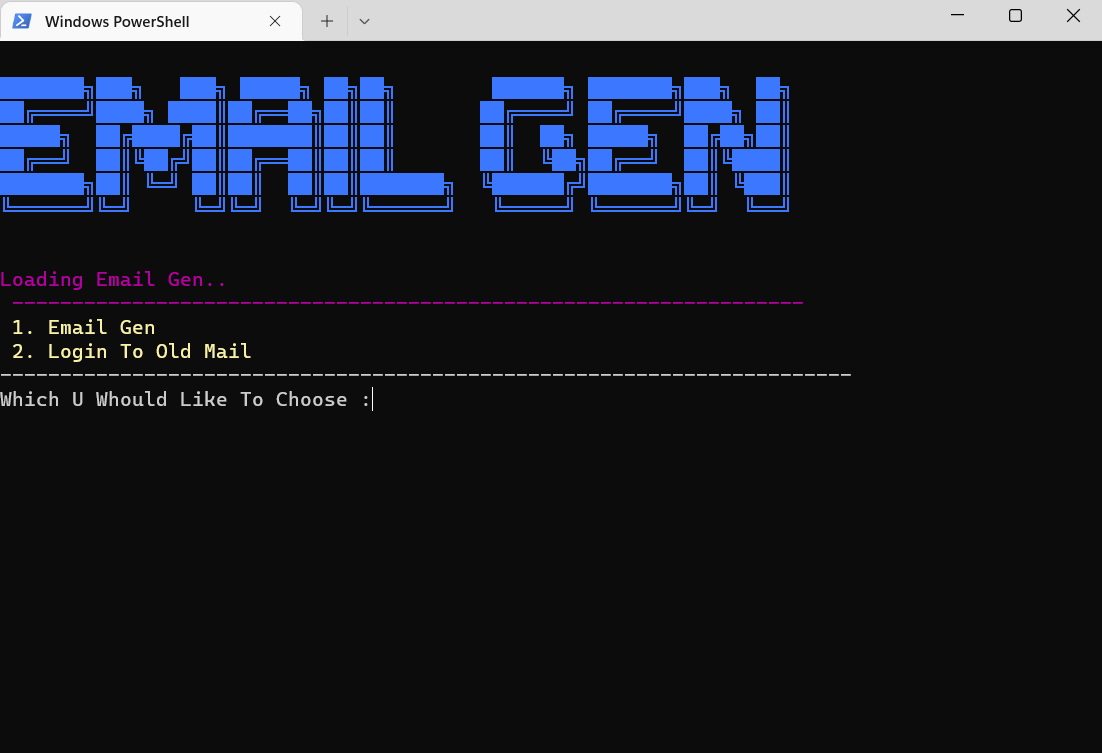 Windows PowerShell
EMAIL GEN
Loading Email Gen..
------------------------------------------------------------------
1. Email Gen
2. Login To Old Mail
-----------------------------------------------------------------------
Which U Whould Like To Choose :